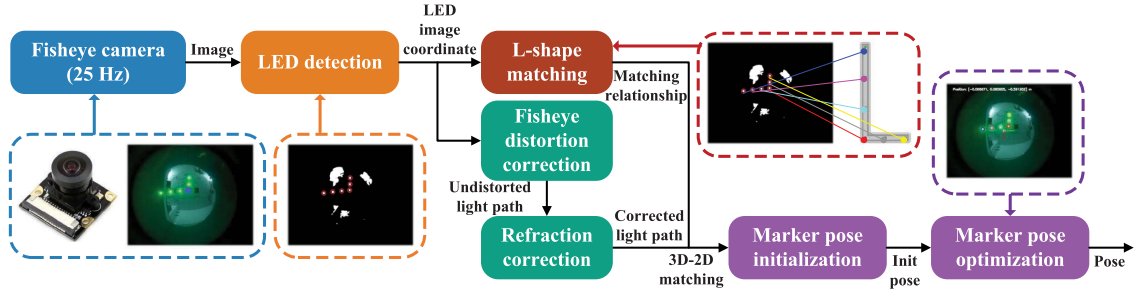 Fisheye camera
(25 Hz)
Image
LED detection
LED
image
coordinate
L-shape
matching
Matching
relationship
Fisheye
distortion
correction
Undistorted
light path
Refraction
correction
Corrected
light path
3D-2D
matching
Marker pose
initialization
Init
pose
Marker pose
optimization
Pose